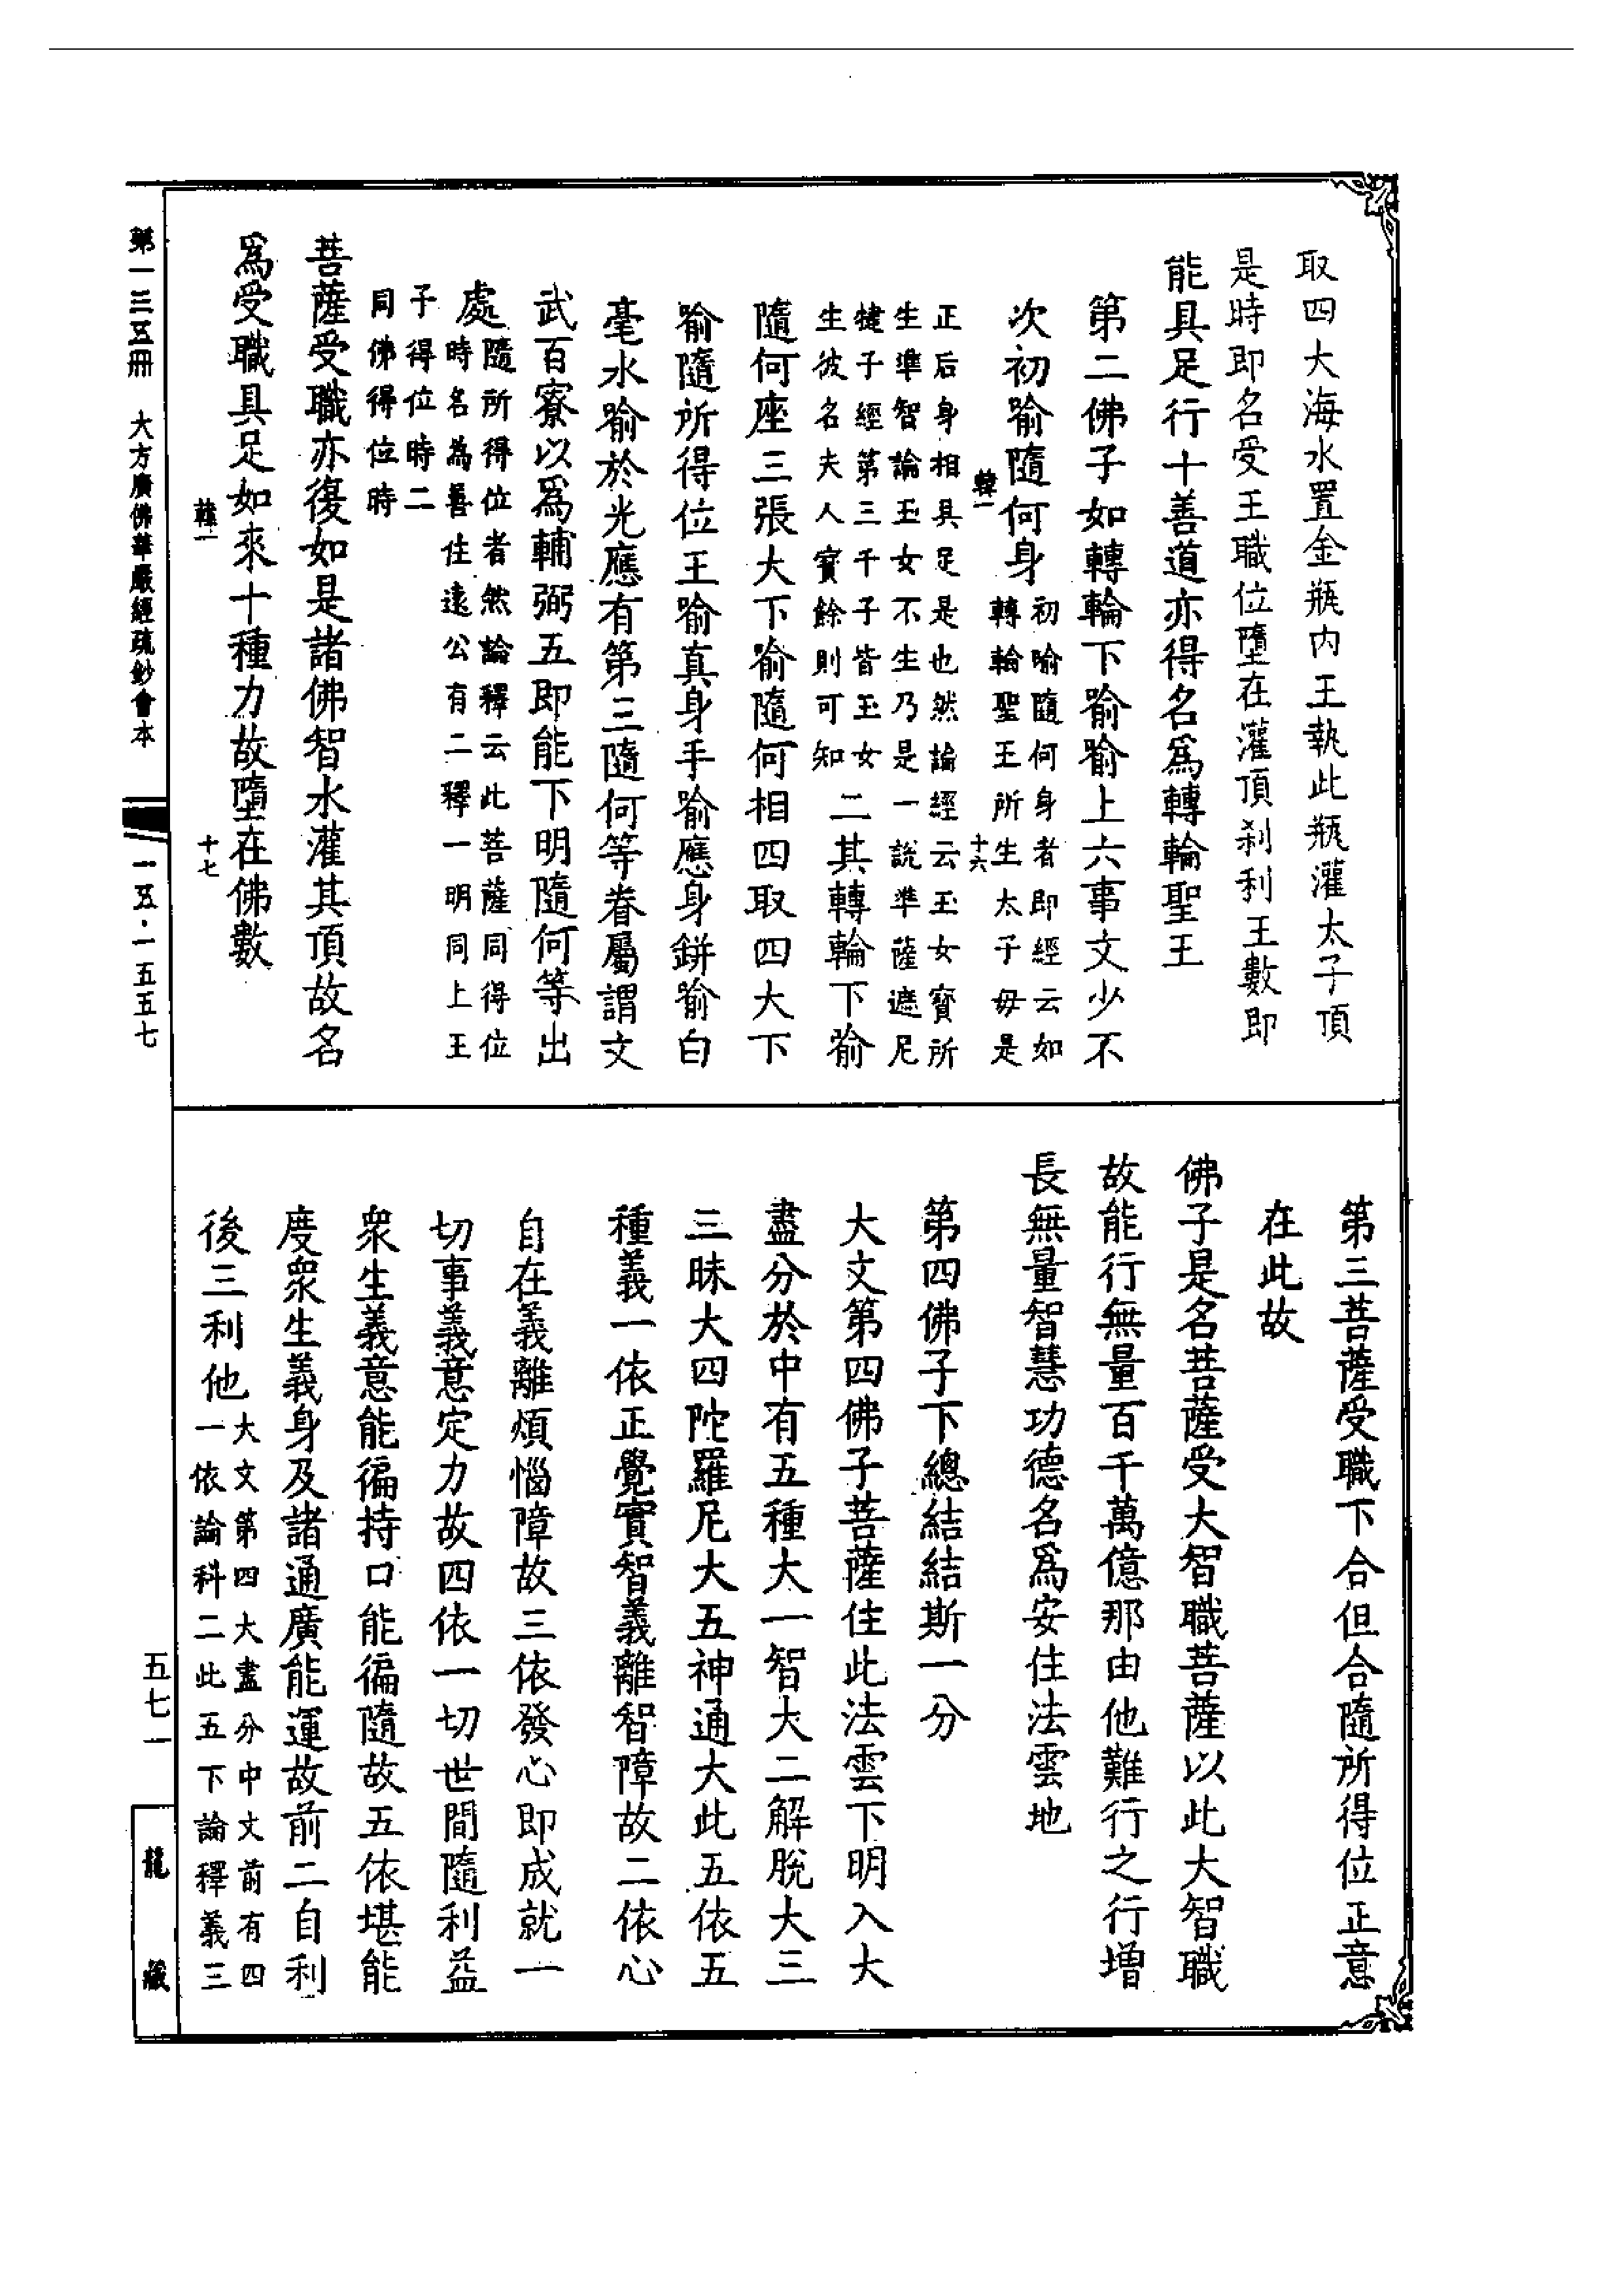 取四大海水置金瓶内王執此瓶灌太子頂
是時即名受王職位墮在灌頂刹利王數即
能具足行十善道亦得名爲轉輪聖王
第二佛子如轉輪下喻喻上六事文少不
次初喻隨何身
初喻隨何身者即經云如
轉輪聖王所生太子毋是
韓一
十六
正后身相具足是也然論經云玉女寳所
生準智論玉女不生乃是一說準薩遮尼
犍子經第三千子皆玉女
生彼名夫人寳餘則可知
二其轉輪下喻
隨何座三張大下喻隨何相四取四大下
喻隨所得位王喻真身手喻應身缾喻白
毫水喻於光應有第三隨何等眷屬謂文
武百寮以爲輔弼五即能下明隨何等出
處
隨所得位者然論釋云此菩薩同得位
時名為善住遠公有二釋一明同上王
子得位時二
同佛得位時
菩薩受職亦復如是諸佛智水灌其頂故名
爲受職具足如來十種力故墮在佛數
韓一
十七
第三菩薩受職下合但合隨所得位正意
在此故
佛子是名菩薩受大智職菩薩以此大智職
故能行無量百千萬億那由他難行之行增
長無量智慧功德名爲安住法雲地
第四佛子下總結結斯一分
大文第四佛子菩薩住此法雲下明入大
盡分於中有五種大一智大二解脫大三
三昧大四陀羅尼大五神通大此五依五
種義一依正覺實智義離智障故二依心
自在義離煩惱障故三依發心即成就一
切事義意定力故四依一切世間隨利益
衆生義意能徧持口能徧隨故五依堪能
度衆生義身及諸通廣能運故前二自利
後三利他
大文第四大盡分中文前有四
一依論科二此五下論釋義三
第一三五冊　大方廣佛華嚴經疏鈔會本
一五·一五五七
五七一
龍藏